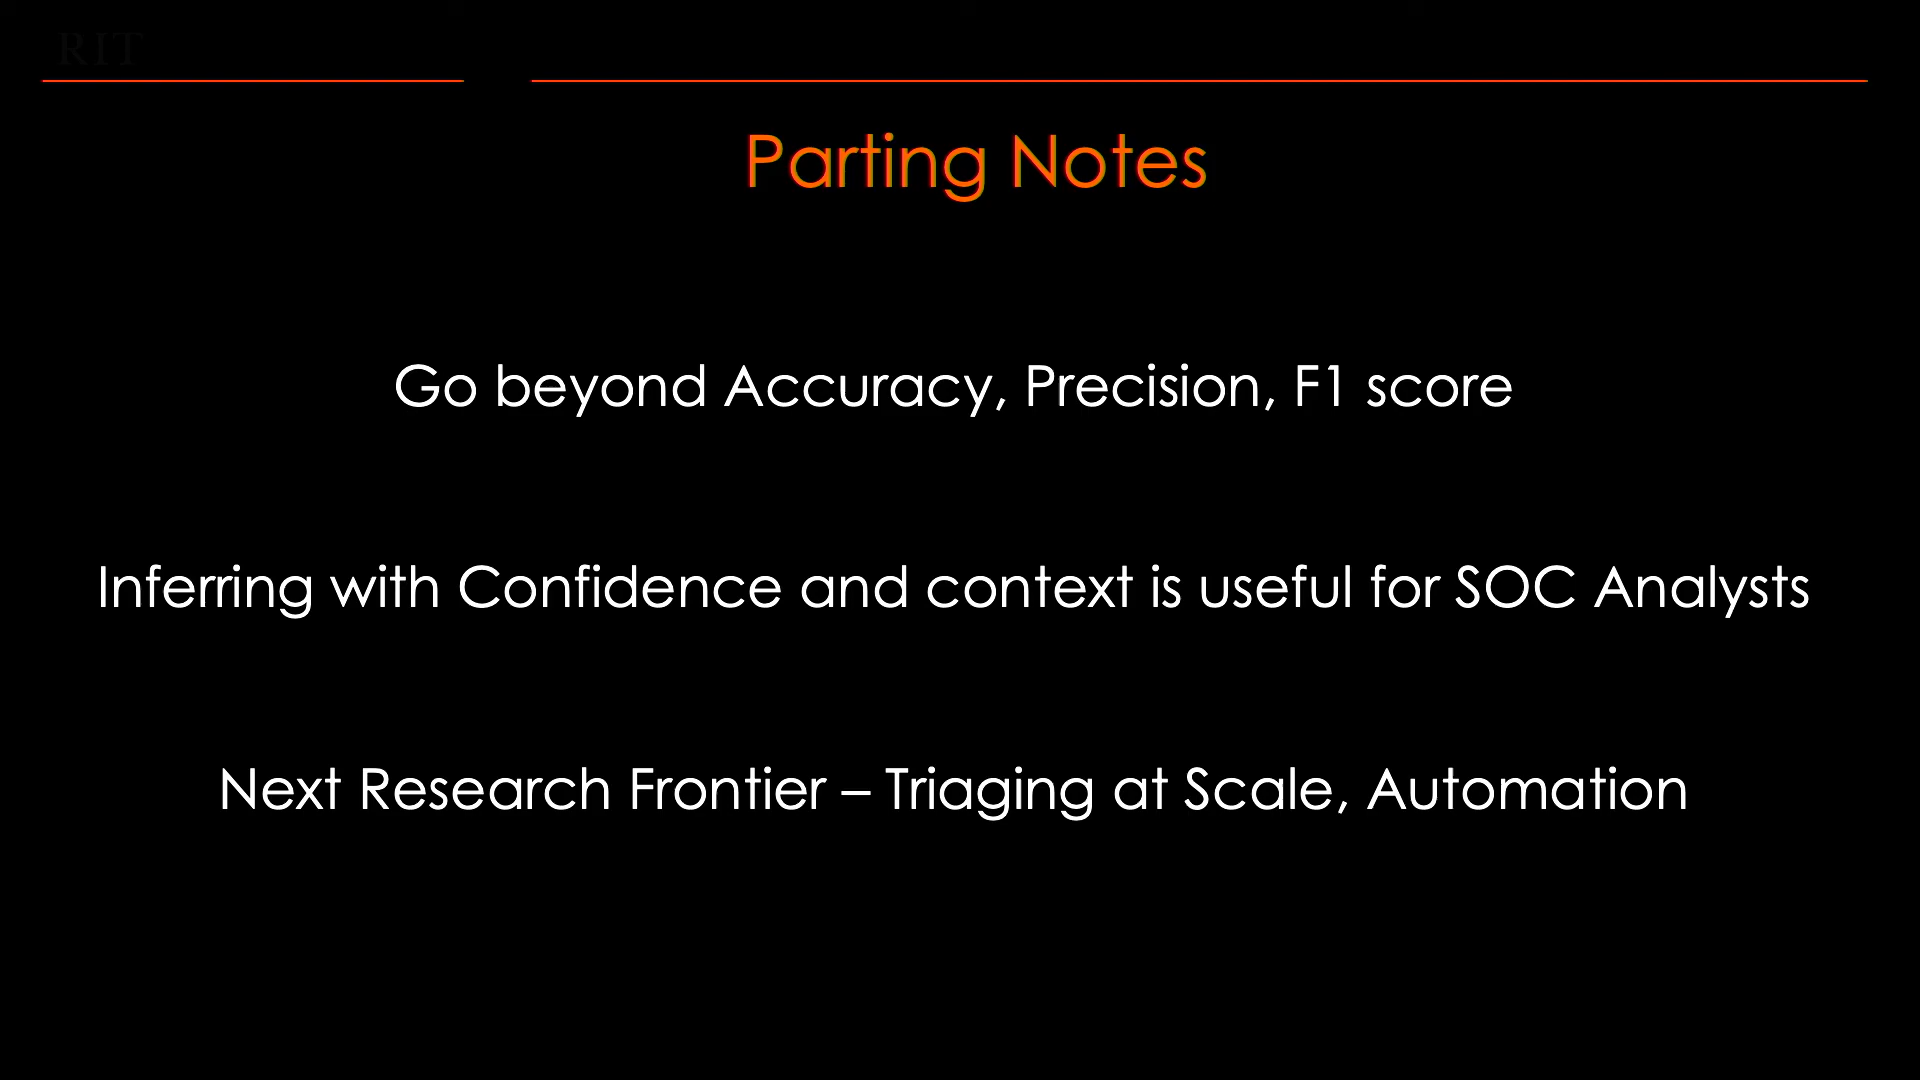 RIT
Parting Notes
Go beyond Accuracy, Precision, F1 score
Inferring with Confidence and context is useful for SOC Analysts
Next Research Frontier – Triaging at Scale, Automation